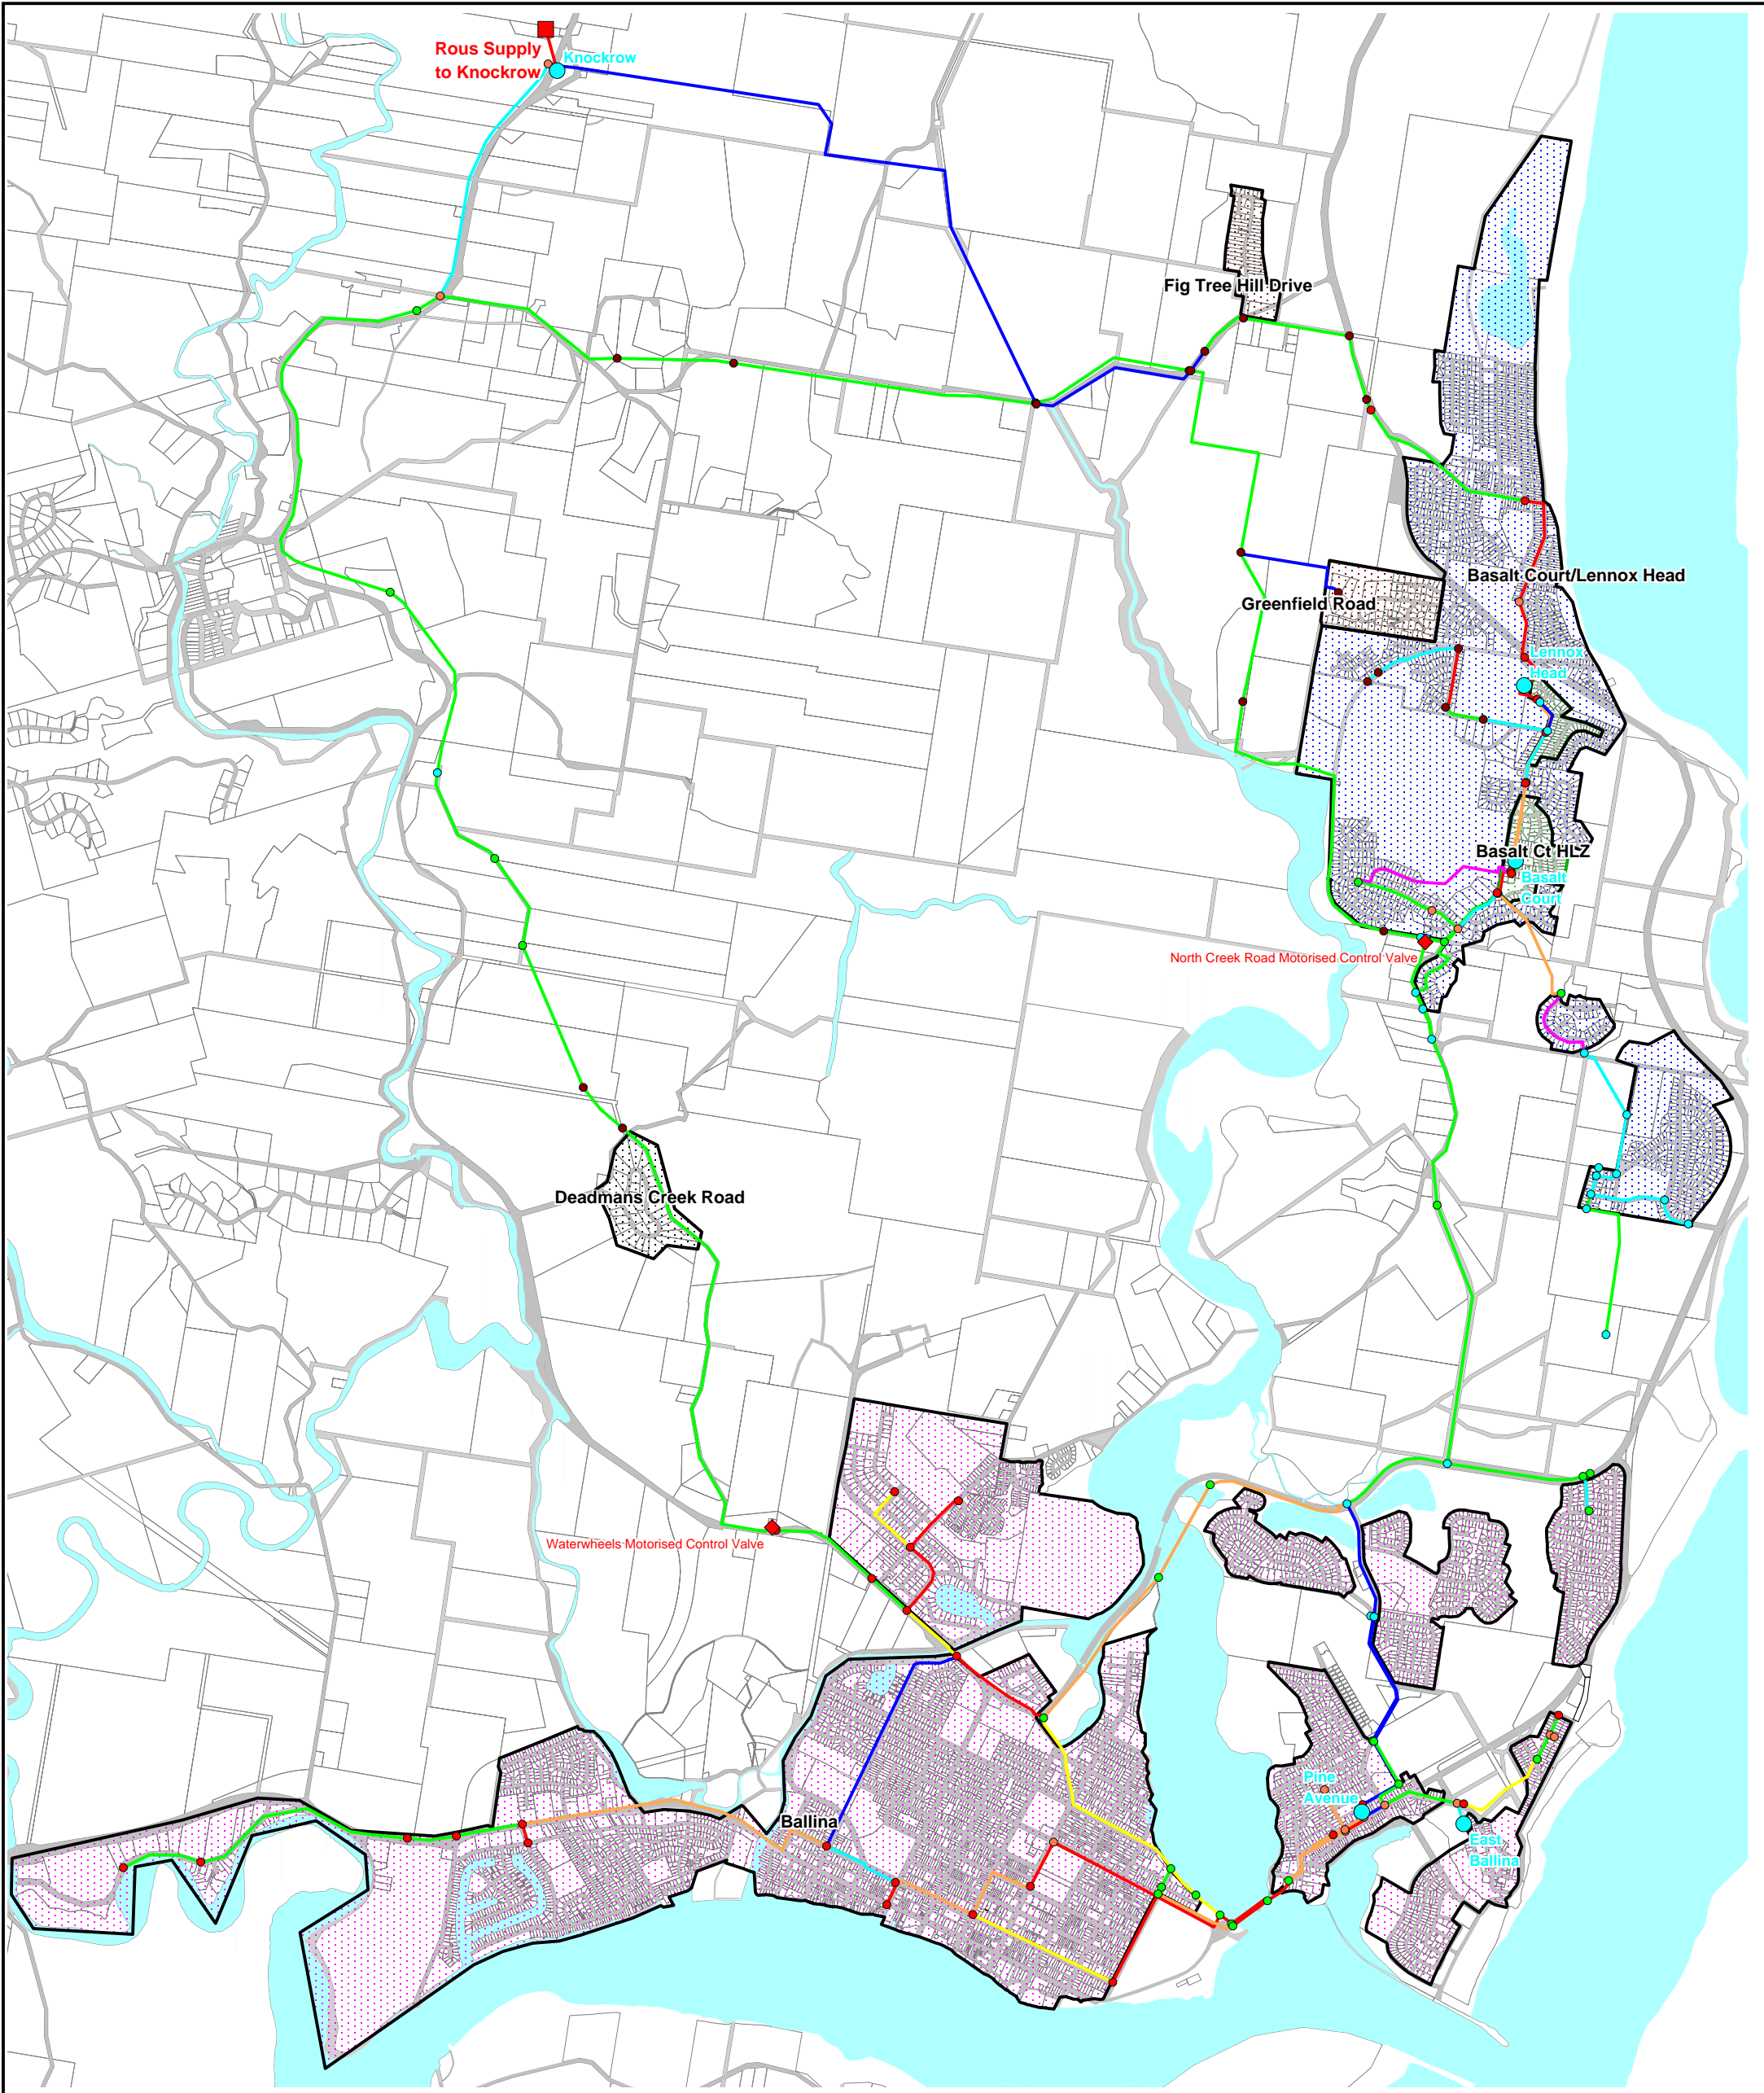 Rous Supply
to Knockrow
Knockrow
Fig Tree Hill Drive
Basalt Court/Lennox Head
Greenfield Road
Lennox
Head
Basalt Ct HLZ
Basalt
Court
North Creek Road Motorised Control Valve
Deadmans Creek Road
Waterwheels Motorised Control Valve
Pine
Avenue
Ballina
East
Ballina